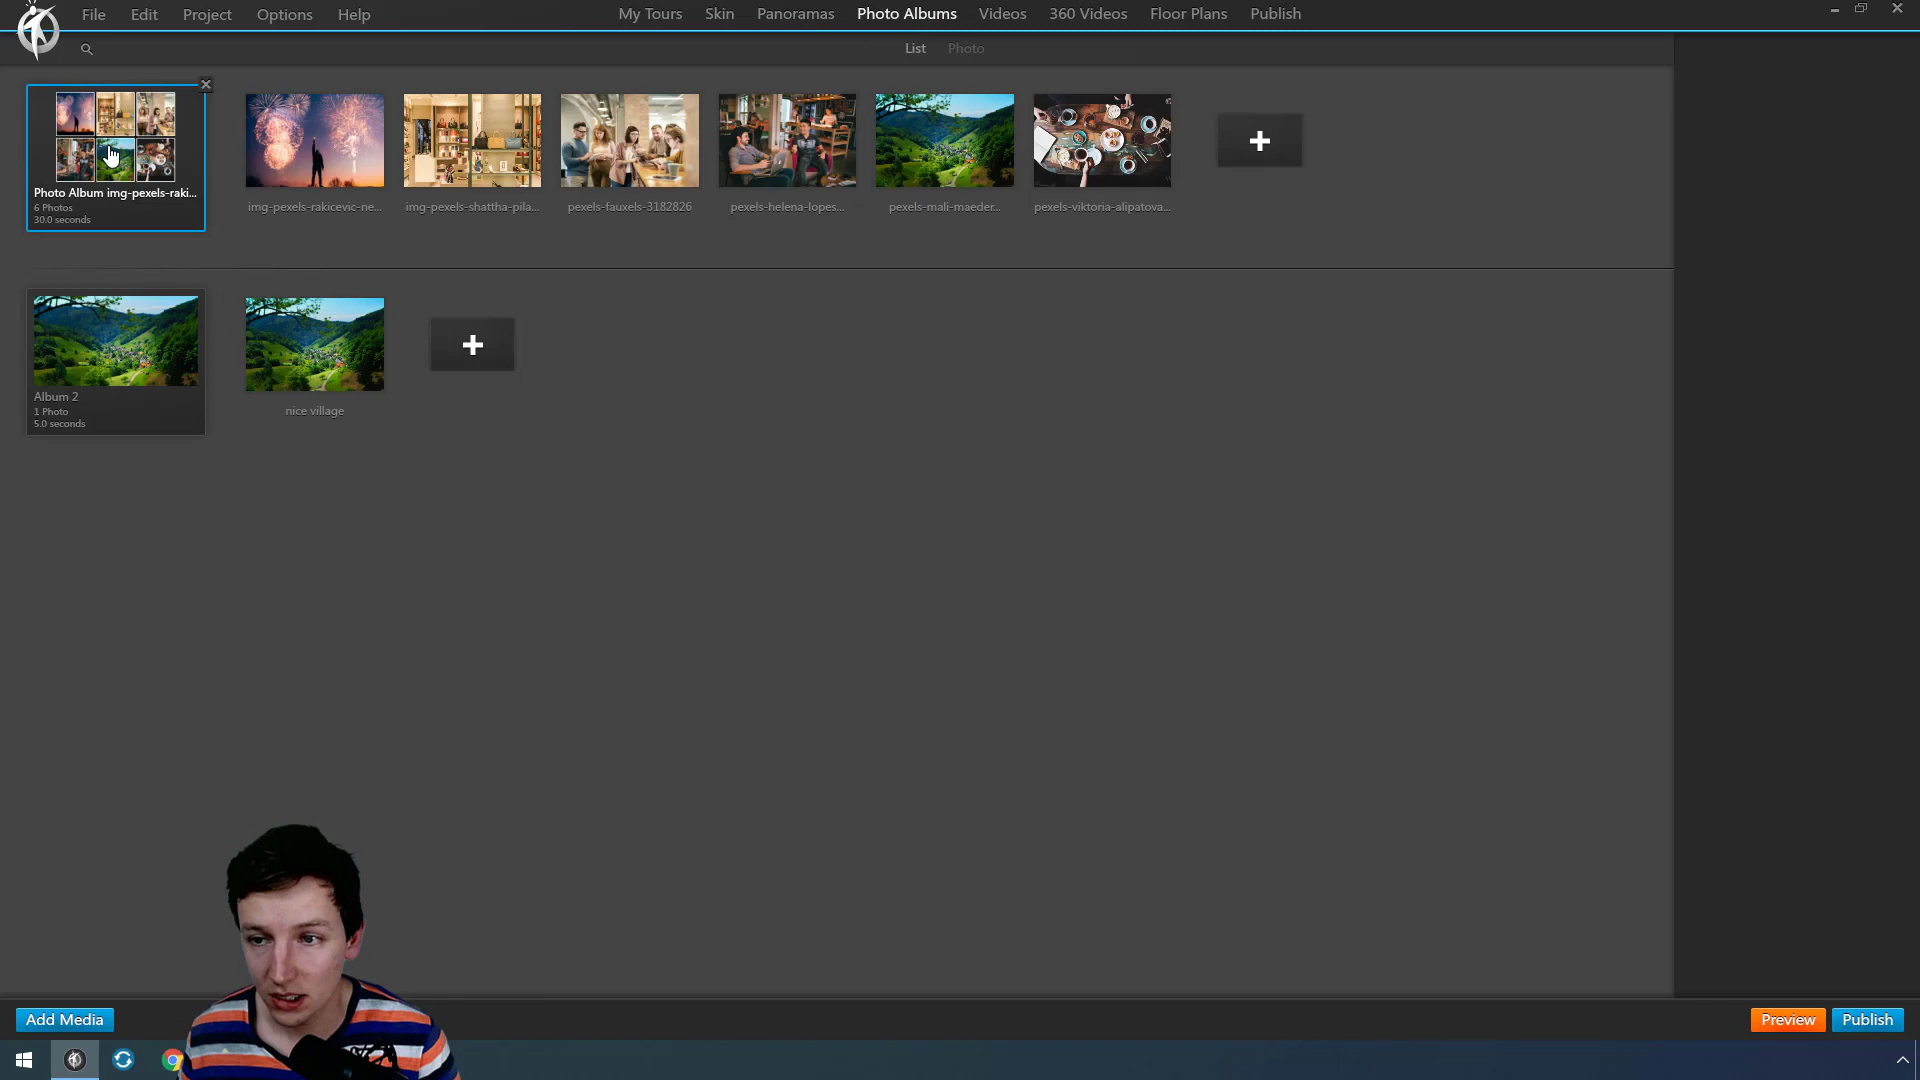 File Edit Project Options Help My Tours Skin Panoramas Photo Albums Videos 360 Videos Floor Plans Publish
List Photo
Photo Album img-pexels-raki...
6 Photos
30.0 seconds
img-pexels-rakicevic-ne... img-pexels-shattha-pila... pexels-fauxels-3182826 pexels-helena-lopes... pexels-mali-maeder... pexels-viktoria-alipatova...
Album 2
1 Photo
5.0 seconds
nice village
Add Media Preview Publish